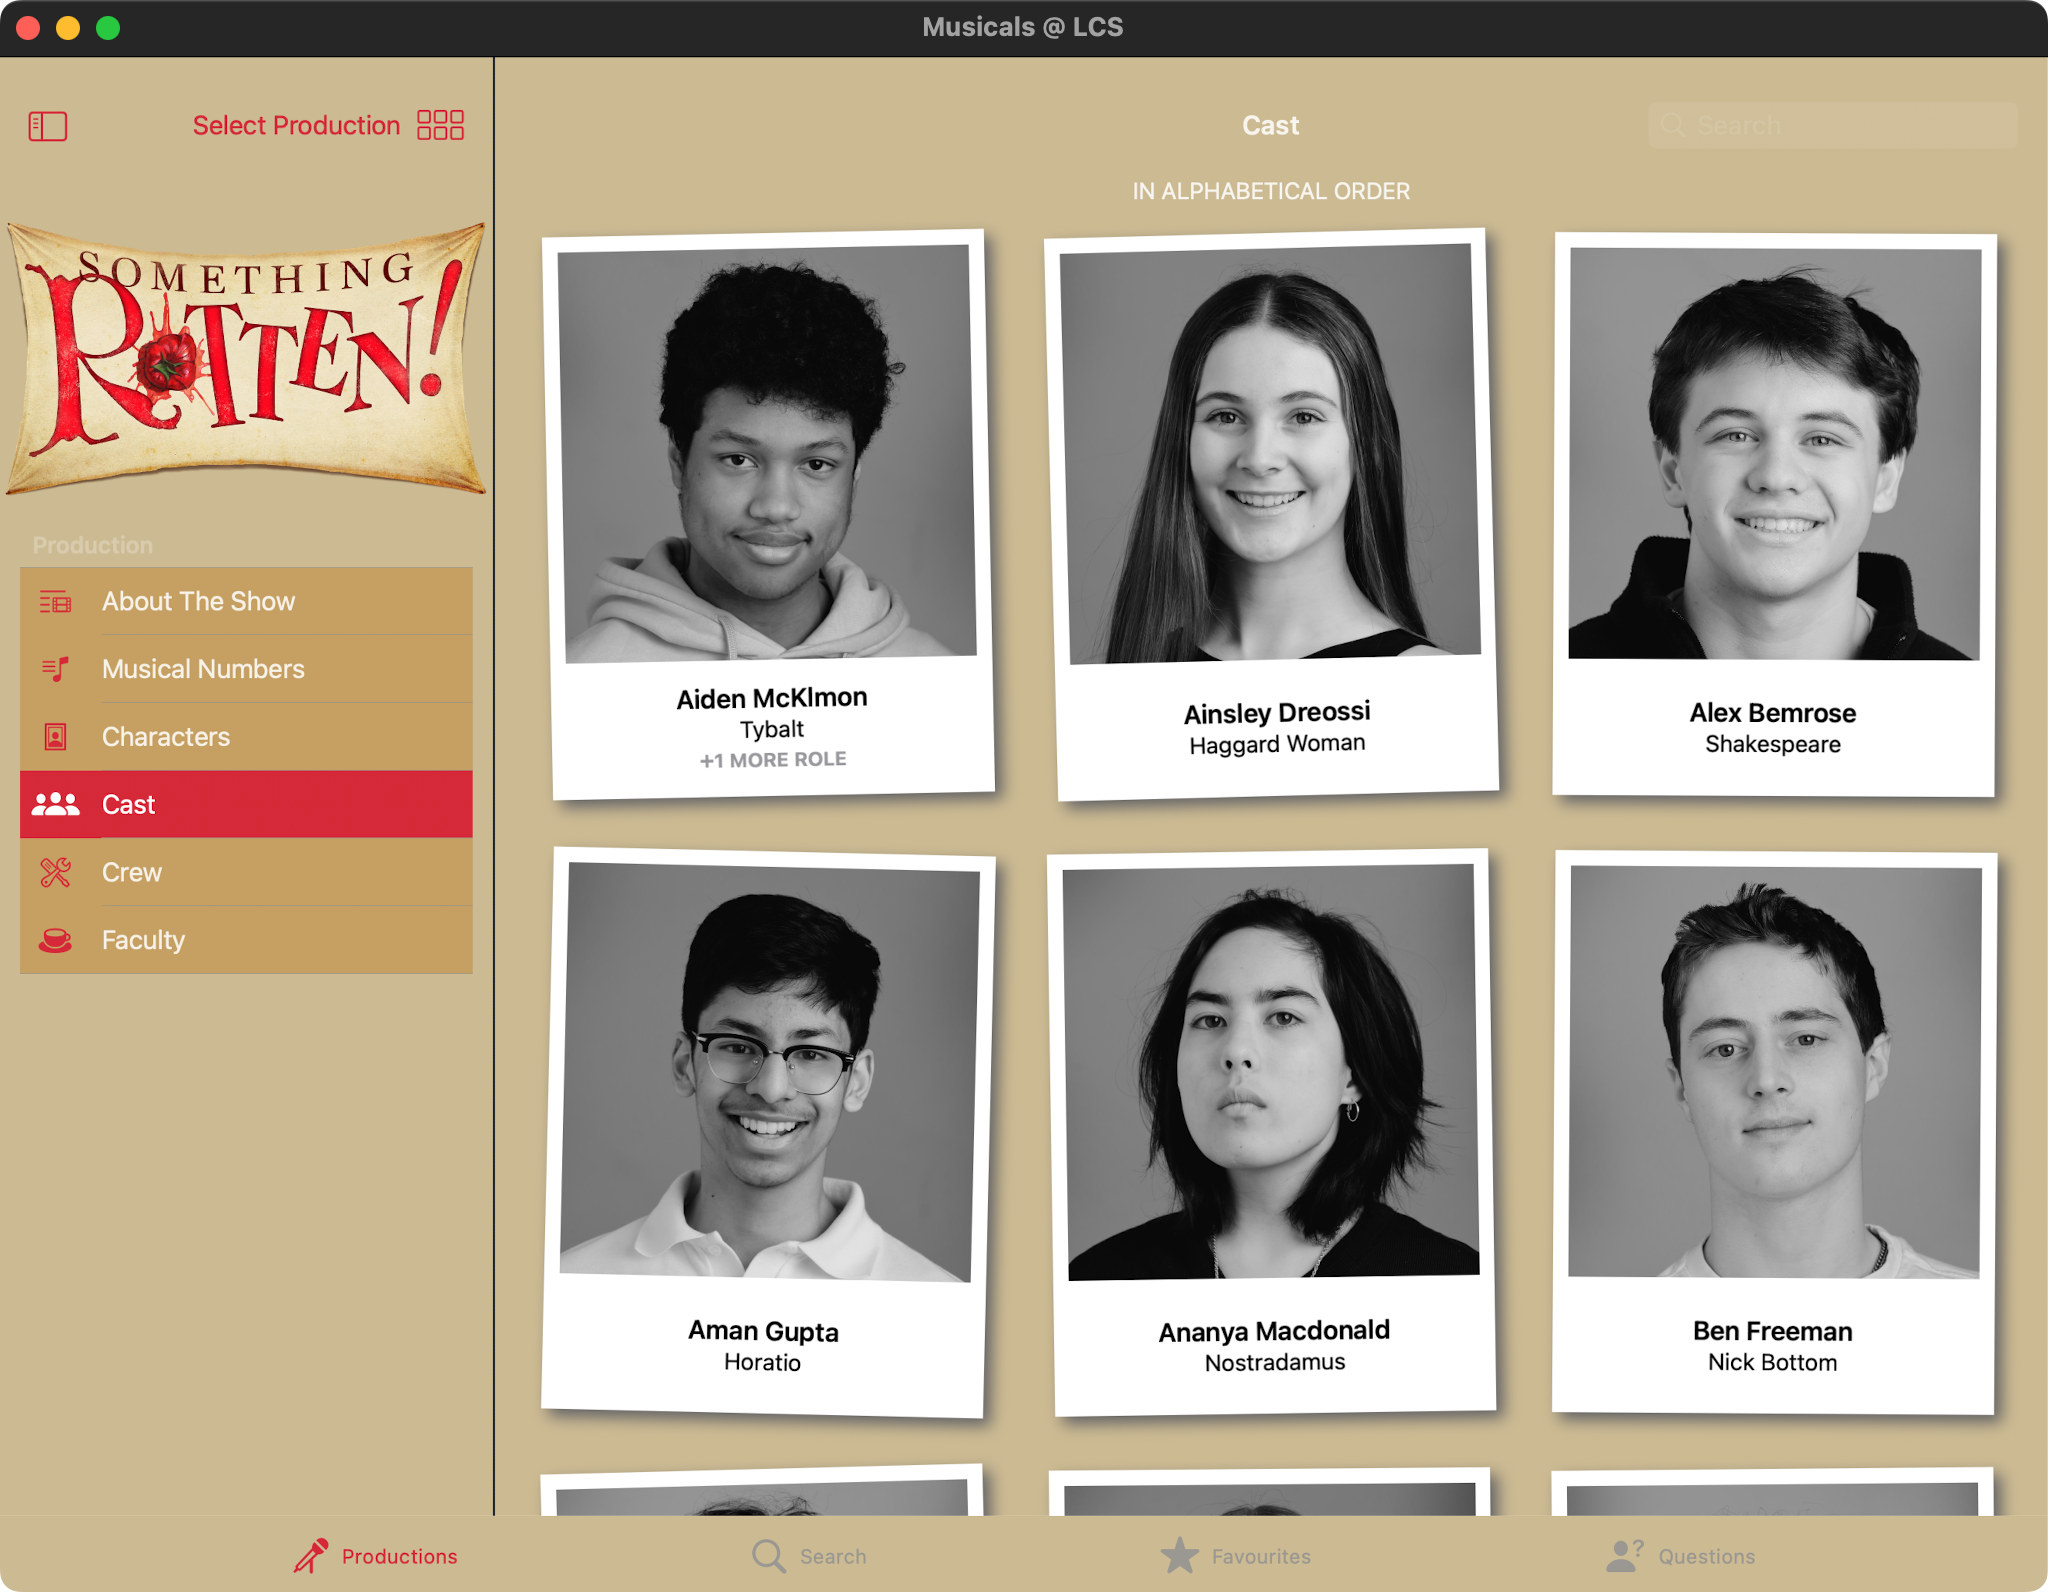 Musicals @ LCS
Select Production
Cast
Search
IN ALPHABETICAL ORDER
SOMETHING
ROTTEN!
Production
About The Show
Musical Numbers
Characters
Cast
Crew
Faculty
Aiden McKlmon
Tybalt
+1 MORE ROLE
Ainsley Dreossi
Haggard Woman
Alex Bemrose
Shakespeare
Aman Gupta
Horatio
Ananya Macdonald
Nostradamus
Ben Freeman
Nick Bottom
Productions
Search
Favourites
Questions